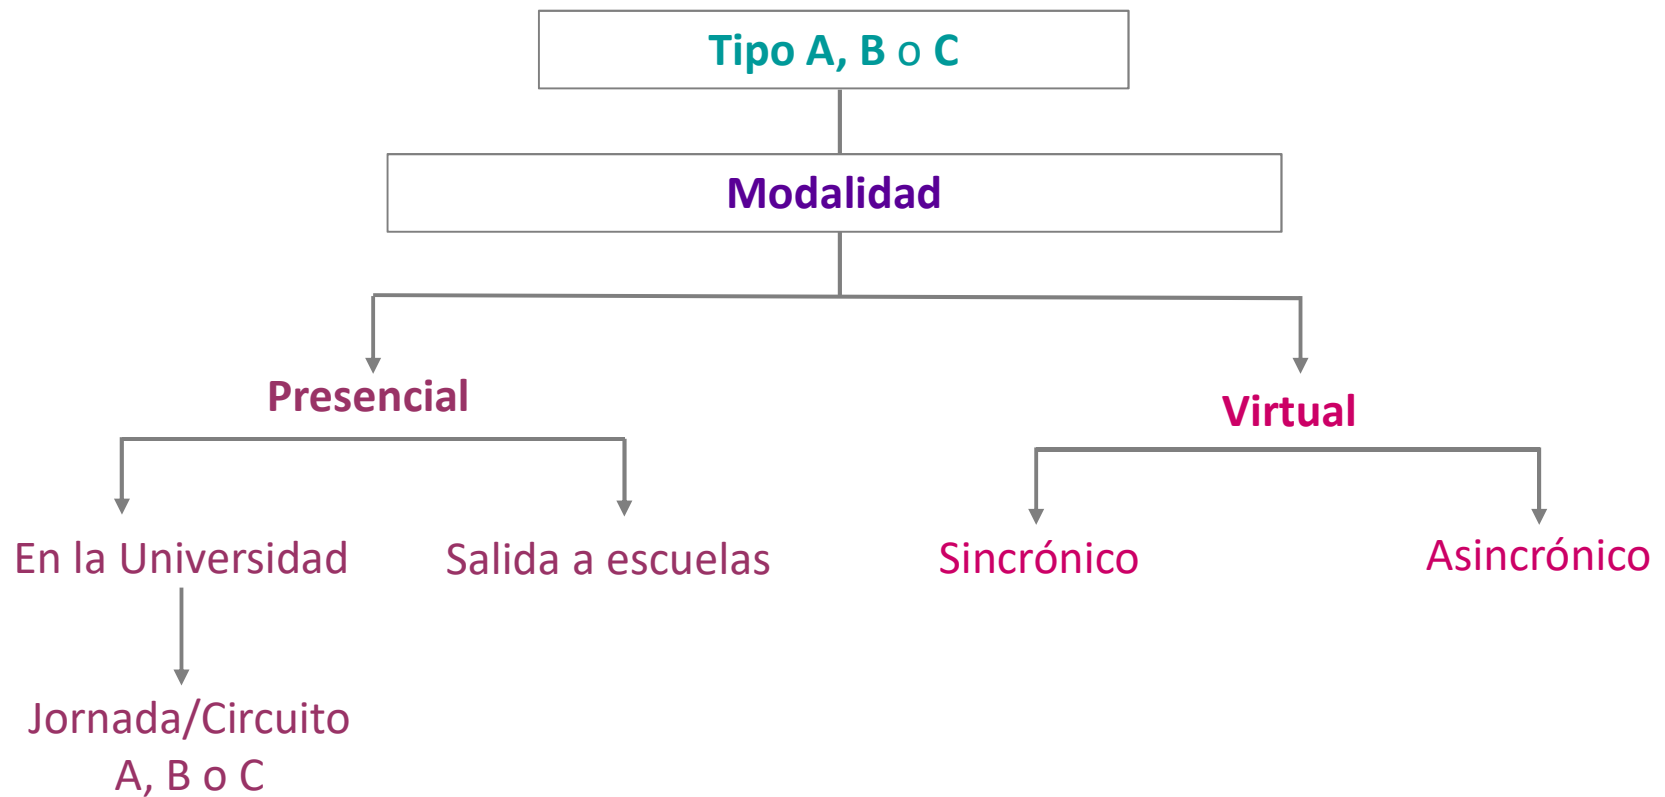 Tipo A, B o C
Modalidad
Presencial
Virtual
En la Universidad
Salida a escuelas
Sincrónico
Asincrónico
Jornada/Circuito
A, B o C